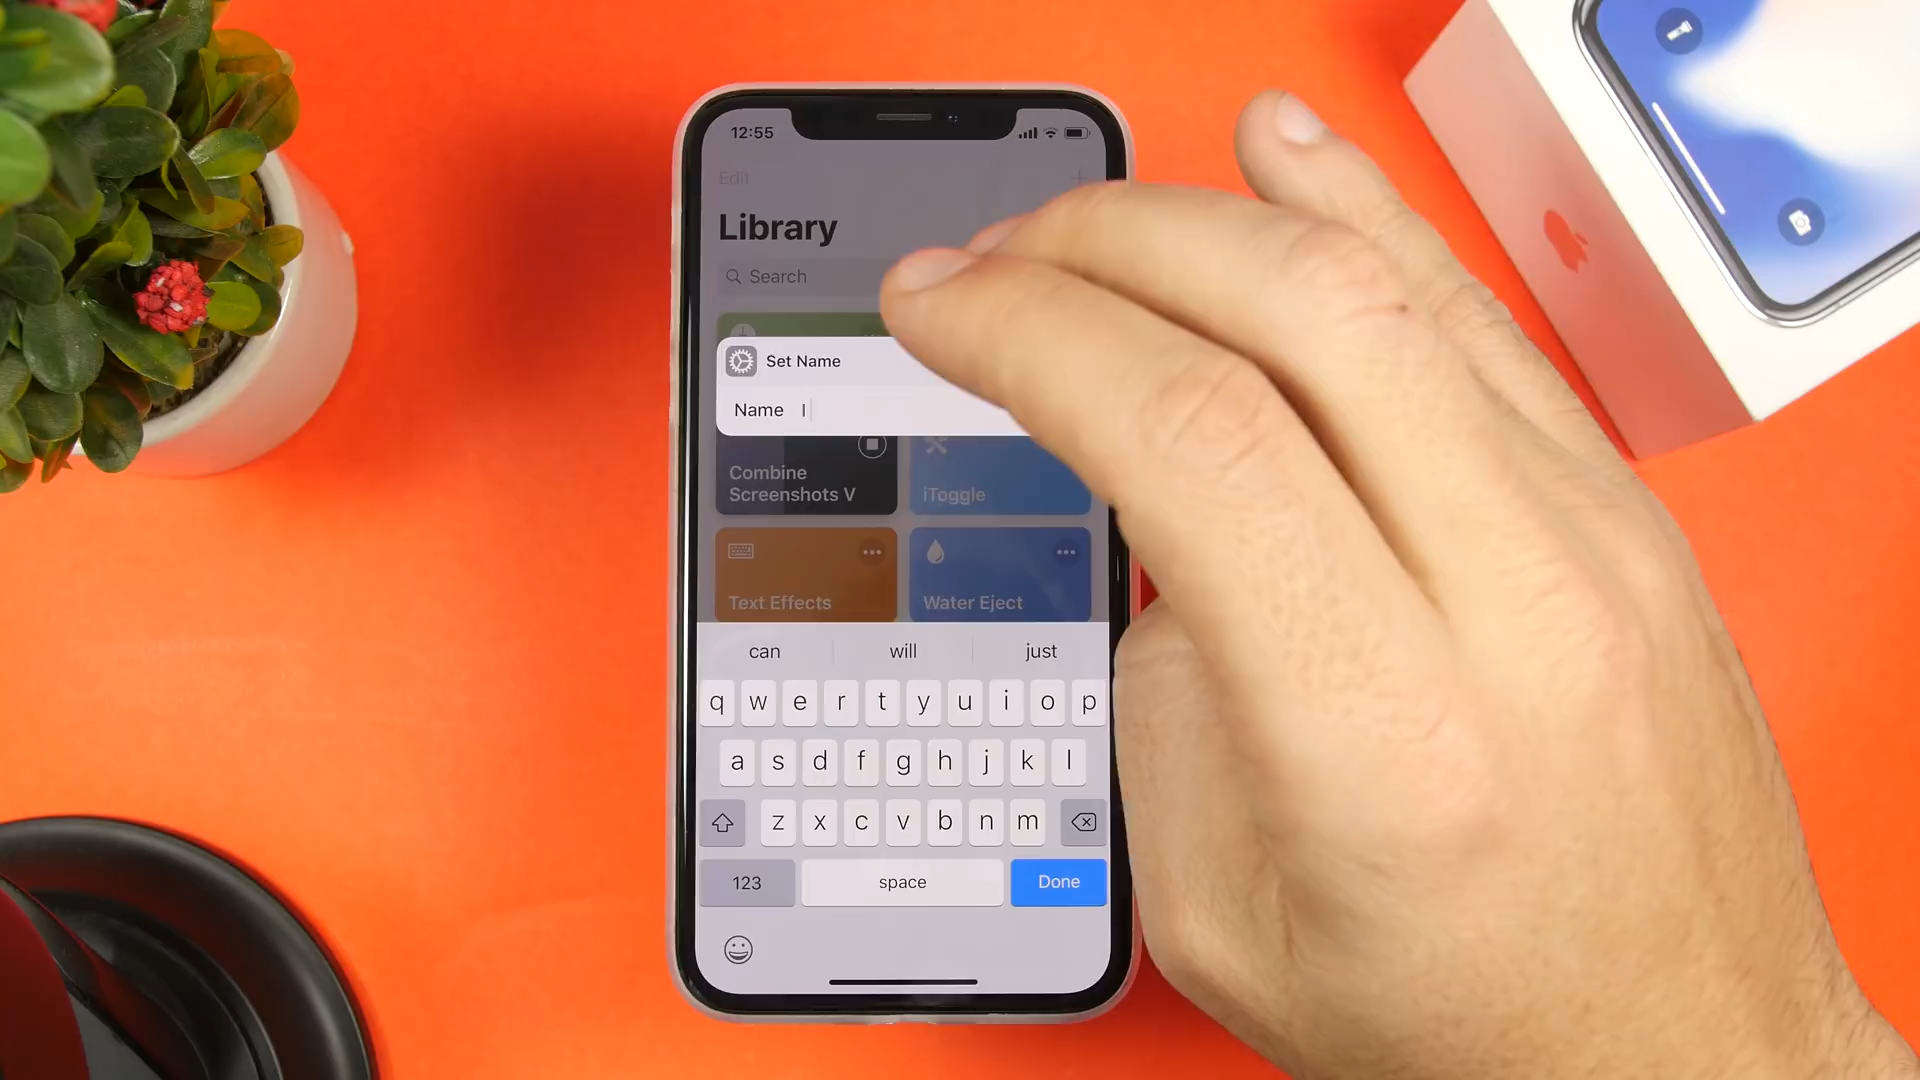 12:55
Edit
Library
Search
Set Name
Name I
Combine
Screenshots V
iToggle
Text Effects
Water Eject
can will just
q w e r t y u i o p
a s d f g h j k l
z x c v b n m
123 space Done